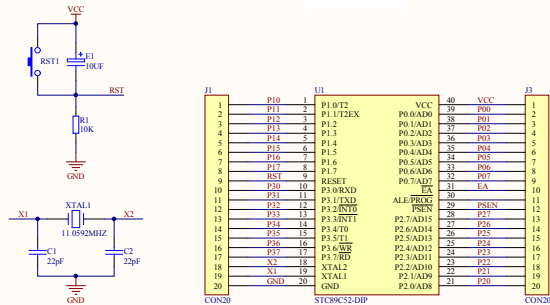 VCC
RST1
E1
10UF
RST
R1
10K
GND
X1
XTAL1
X2
11.0592MHZ
C1
22pF
C2
22pF
GND
J1
U1
J3
1 P10 1 P1.0/T2 VCC 40 VCC 1
2 P11 2 P1.1/T2EX P0.0/AD0 39 P00 2
3 P12 3 P1.2 P0.1/AD1 38 P01 3
4 P13 4 P1.3 P0.2/AD2 37 P02 4
5 P14 5 P1.4 P0.3/AD3 36 P03 5
6 P15 6 P1.5 P0.4/AD4 35 P04 6
7 P16 7 P1.6 P0.5/AD5 34 P05 7
8 P17 8 P1.7 P0.6/AD6 33 P06 8
9 RST 9 RESET P0.7/AD7 32 P07 9
10 P30 10 P3.0/RXD EA 31 EA 10
11 P31 11 P3.1/TXD ALE/PROG 30 11
12 P32 12 P3.2/INT0 PSEN 29 PSEN 12
13 P33 13 P3.3/INT1 P2.7/AD15 28 P27 13
14 P34 14 P3.4/T0 P2.6/AD14 27 P26 14
15 P35 15 P3.5/T1 P2.5/AD13 26 P25 15
16 P36 16 P3.6/WR P2.4/AD12 25 P24 16
17 P37 17 P3.7/RD P2.3/AD11 24 P23 17
18 X2 18 XTAL2 P2.2/AD10 23 P22 18
19 X1 19 XTAL1 P2.1/AD9 22 P21 19
20 GND 20 GND P2.0/AD8 21 P20 20
CON20
STC89C52-DIP
CON20